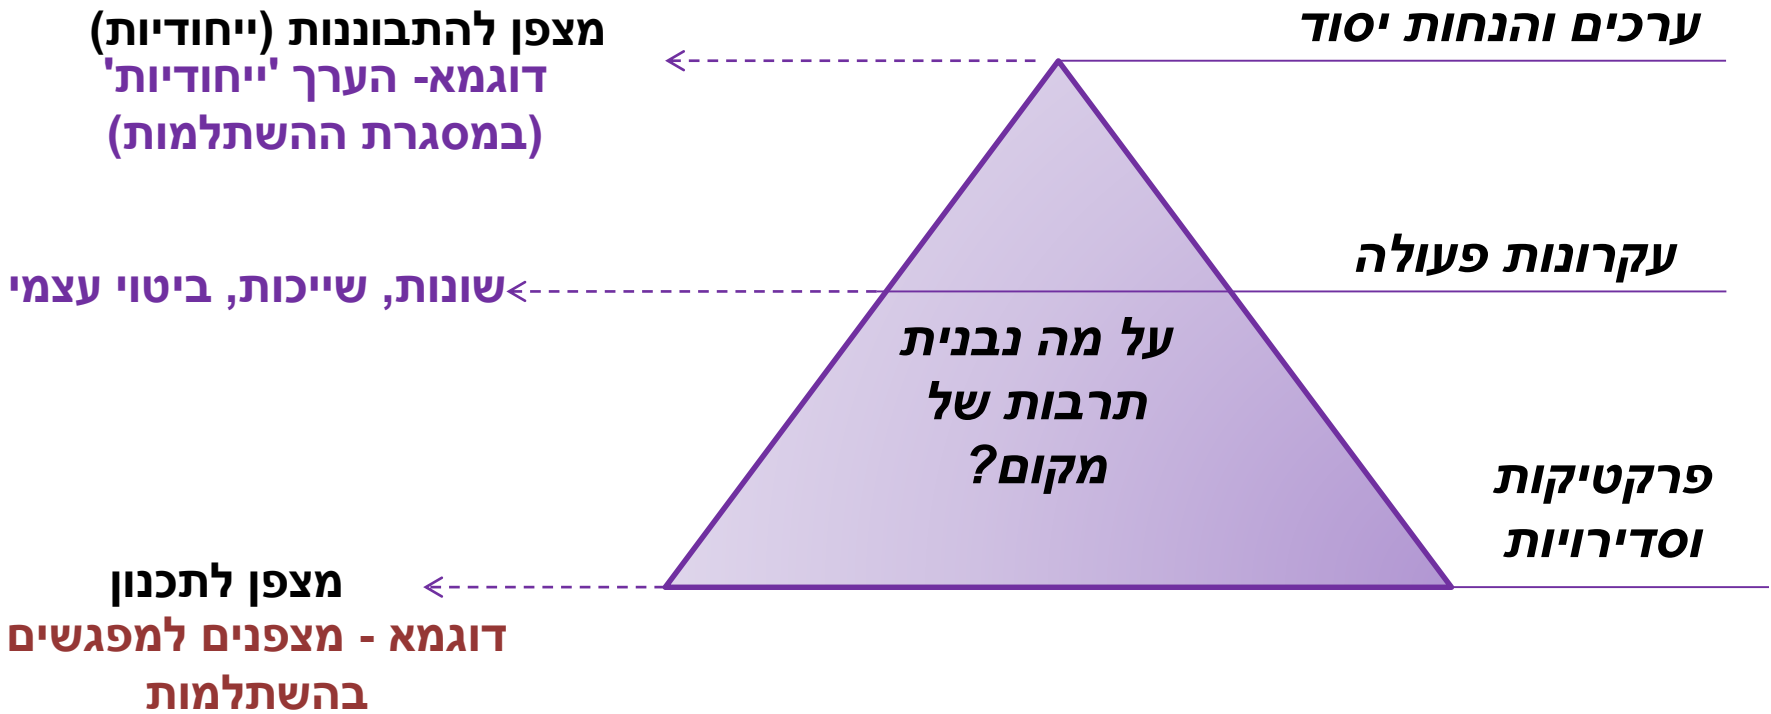 ערכים והנחות יסוד
מצפן להתבוננות (ייחודיות)
דוגמא- הערך 'ייחודיות'
(במסגרת ההשתלמות)
עקרונות פעולה
שונות, שייכות, ביטוי עצמי
על מה נבנית
תרבות של
מקום?
פרקטיקות
וסדירויות
מצפן לתכנון
דוגמא - מצפנים למפגשים
בהשתלמות